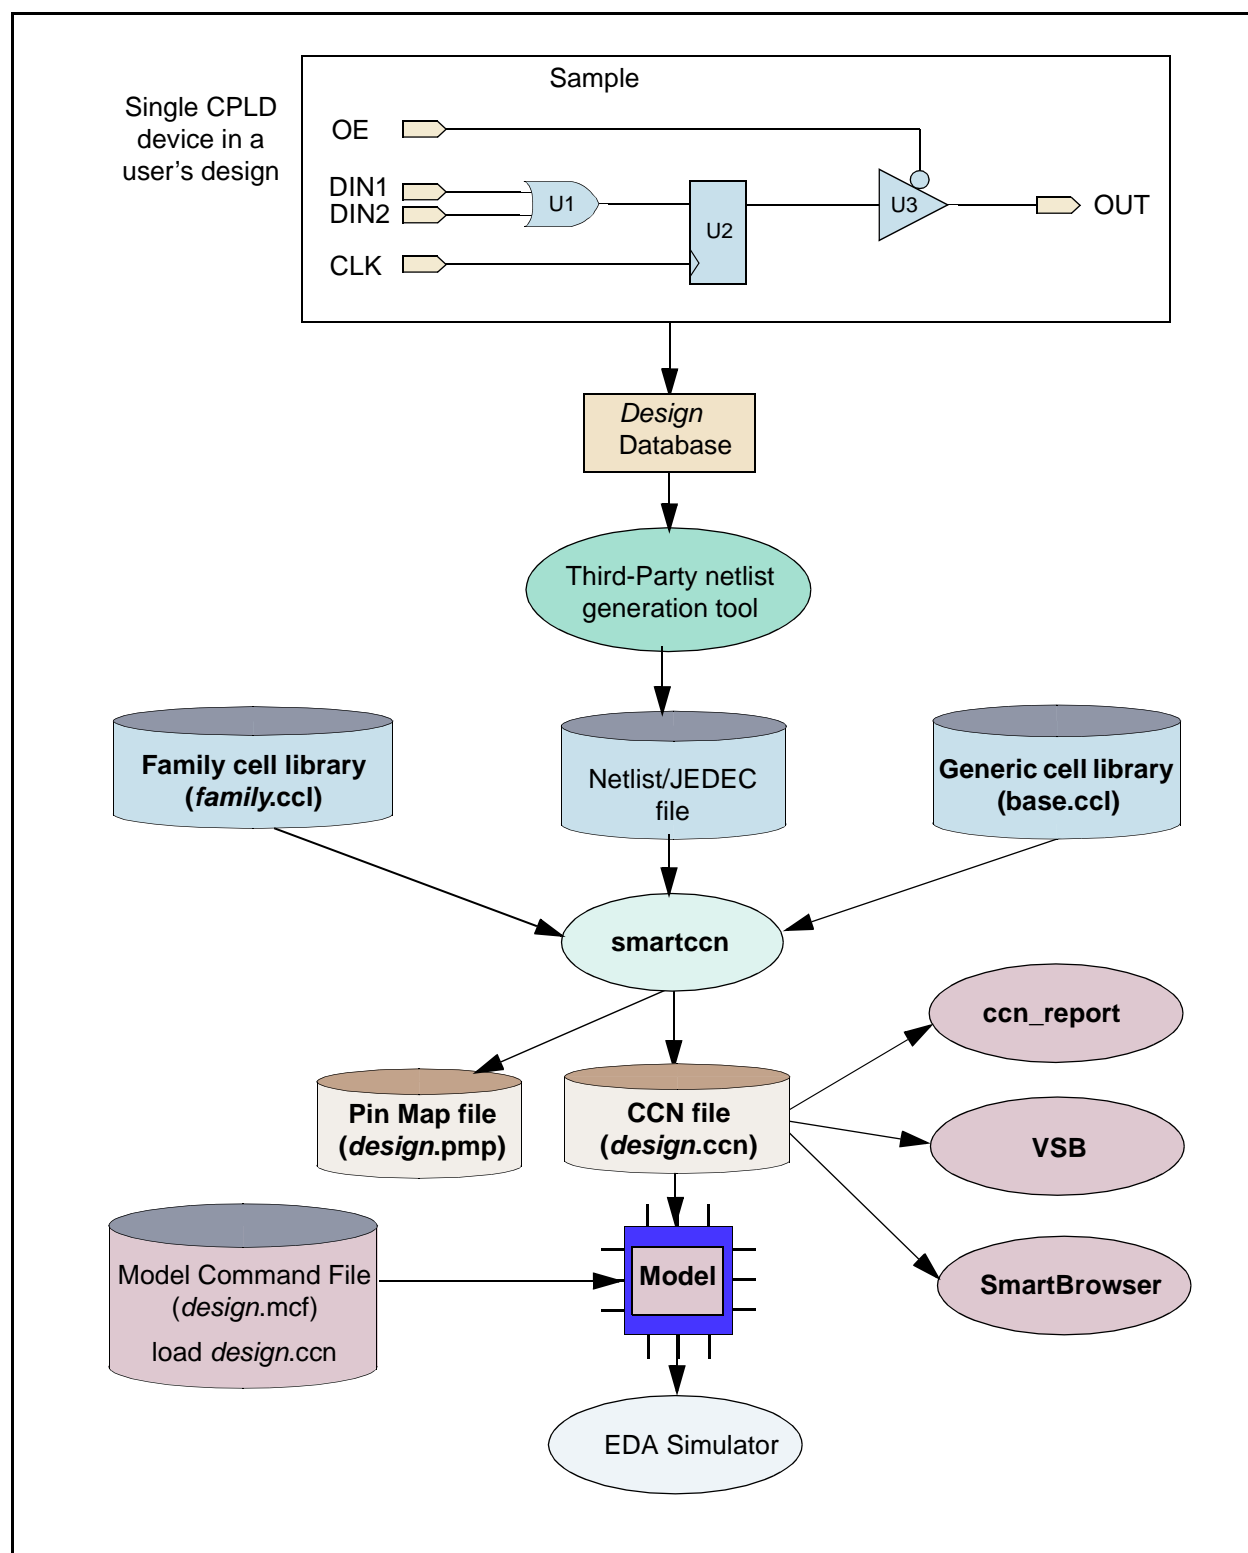 Sample
Single CPLD
device in a
user's design
OE
DIN1
DIN2
CLK
U1
U2
U3
OUT
Design
Database
Third-Party netlist
generation tool
Family cell library
(family.ccl)
Netlist/JEDEC
file
Generic cell library
(base.ccl)
smartccn
ccn_report
Pin Map file
(design.pmp)
CCN file
(design.ccn)
VSB
Model Command File
(design.mcf)
load design.ccn
Model
SmartBrowser
EDA Simulator